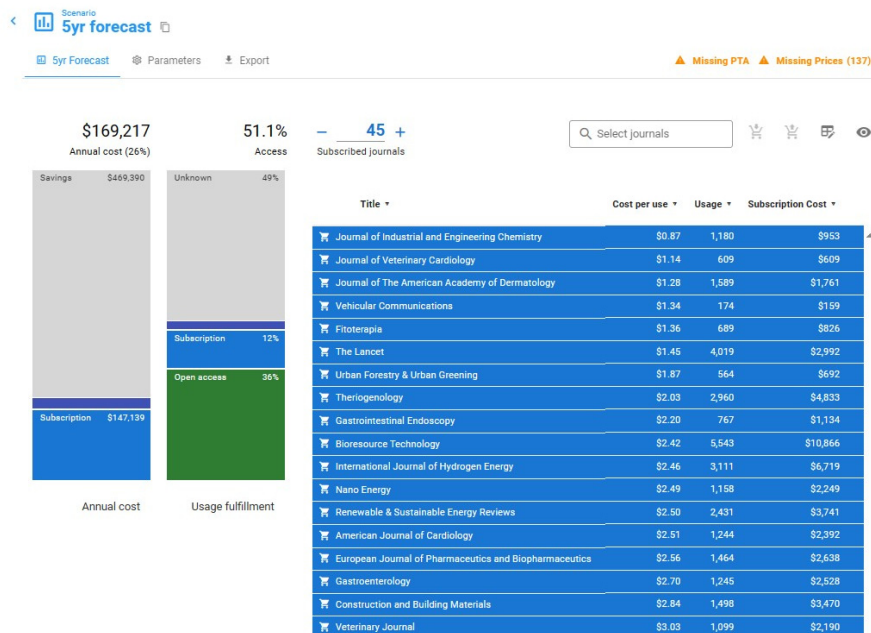 Scenario
5yr forecast
5yr Forecast Parameters Export Missing PTA Missing Prices (137)
$169,217 51.1% − 45 + Select journals
Annual cost (26%) Access Subscribed journals
Savings $469,390 Unknown 49%
Subscription 12%
Open access 36%
Subscription $147,139
Annual cost Usage fulfillment
Title Cost per use Usage Subscription Cost
Journal of Industrial and Engineering Chemistry $0.87 1,180 $953
Journal of Veterinary Cardiology $1.14 609 $609
Journal of The American Academy of Dermatology $1.28 1,589 $1,761
Vehicular Communications $1.34 174 $159
Fitoterapia $1.36 689 $826
The Lancet $1.45 4,019 $2,992
Urban Forestry & Urban Greening $1.87 564 $692
Theriogenology $2.03 2,960 $4,833
Gastrointestinal Endoscopy $2.20 767 $1,134
Bioresource Technology $2.42 5,543 $10,866
International Journal of Hydrogen Energy $2.46 3,111 $6,719
Nano Energy $2.49 1,158 $2,249
Renewable & Sustainable Energy Reviews $2.50 2,431 $3,741
American Journal of Cardiology $2.51 1,244 $2,392
European Journal of Pharmaceutics and Biopharmaceutics $2.56 1,464 $2,638
Gastroenterology $2.70 1,245 $2,528
Construction and Building Materials $2.84 1,498 $3,470
Veterinary Journal $3.03 1,099 $2,190